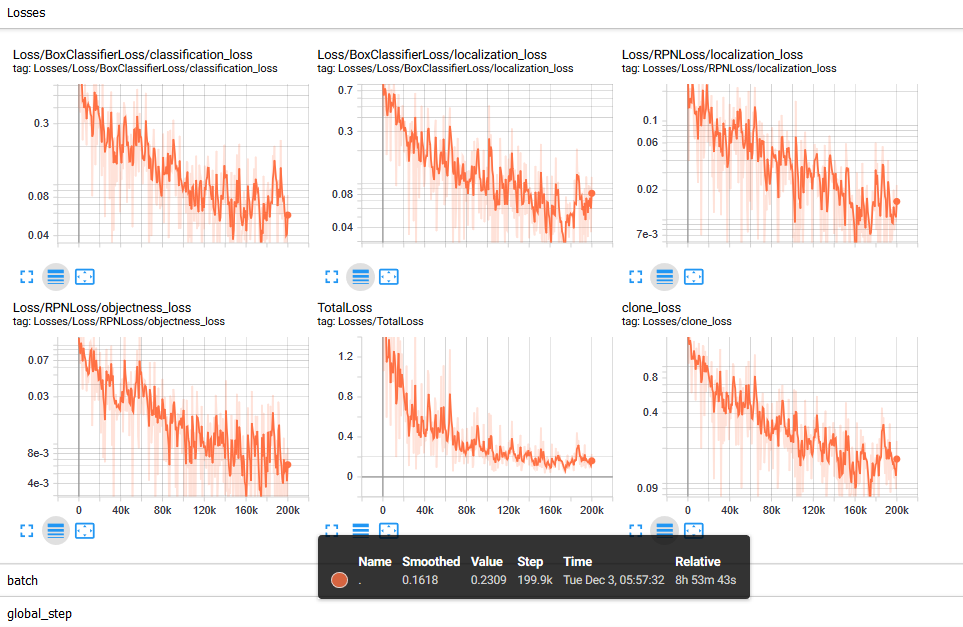 Losses
Loss/BoxClassifierLoss/classification_loss
tag: Losses/Loss/BoxClassifierLoss/classification_loss
0.3
0.08
0.04
Loss/BoxClassifierLoss/localization_loss
tag: Losses/Loss/BoxClassifierLoss/localization_loss
0.7
0.3
0.08
0.04
Loss/RPNLoss/localization_loss
tag: Losses/Loss/RPNLoss/localization_loss
0.1
0.06
0.02
7e-3
Loss/RPNLoss/objectness_loss
tag: Losses/Loss/RPNLoss/objectness_loss
0.07
0.03
8e-3
4e-3
0 40k 80k 120k 160k 200k
TotalLoss
tag: Losses/TotalLoss
1.2
0.8
0.4
0
0 40k 80k 120k 160k 200k
clone_loss
tag: Losses/clone_loss
0.8
0.4
0.09
0 40k 80k 120k 160k 200k
Name Smoothed Value Step Time Relative
. 0.1618 0.2309 199.9k Tue Dec 3, 05:57:32 8h 53m 43s
batch
global_step